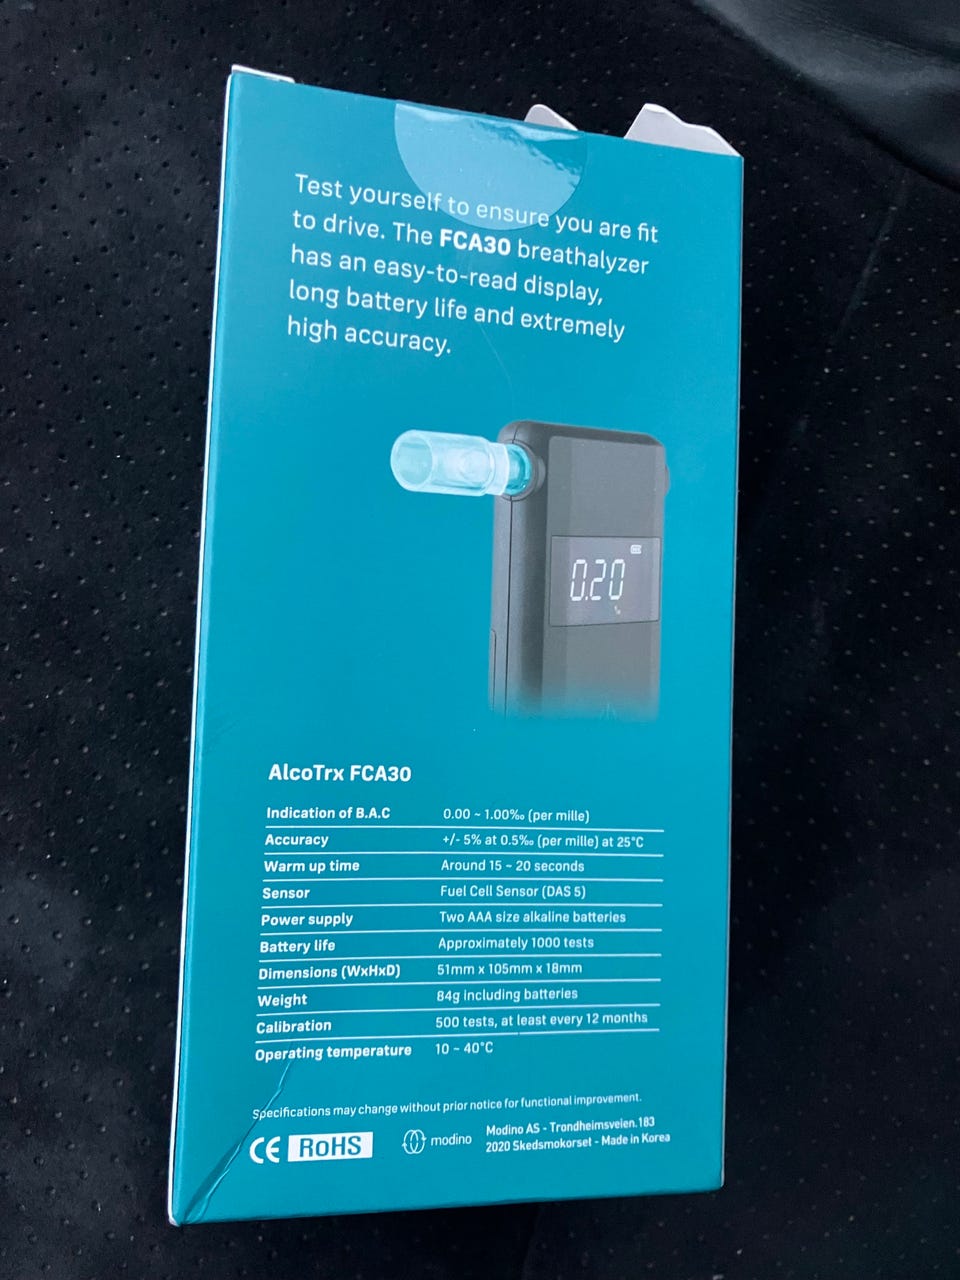 Test yourself to ensure you are fit
to drive. The FCA30 breathalyzer
has an easy-to-read display,
long battery life and extremely
high accuracy.
0.20
AlcoTrx FCA30
Indication of B.A.C 0.00 ~ 1.00‰ (per mille)
Accuracy +/- 5% at 0.5‰ (per mille) at 25°C
Warm up time Around 15 ~ 20 seconds
Sensor Fuel Cell Sensor (DAS 5)
Power supply Two AAA size alkaline batteries
Battery life Approximately 1000 tests
Dimensions (WxHxD) 51mm x 105mm x 18mm
Weight 84g including batteries
Calibration 500 tests, at least every 12 months
Operating temperature 10 ~ 40°C
Specifications may change without prior notice for functional improvement.
CE RoHS modino
Modino AS - Trondheimsveien.183
2020 Skedsmokorset - Made in Korea